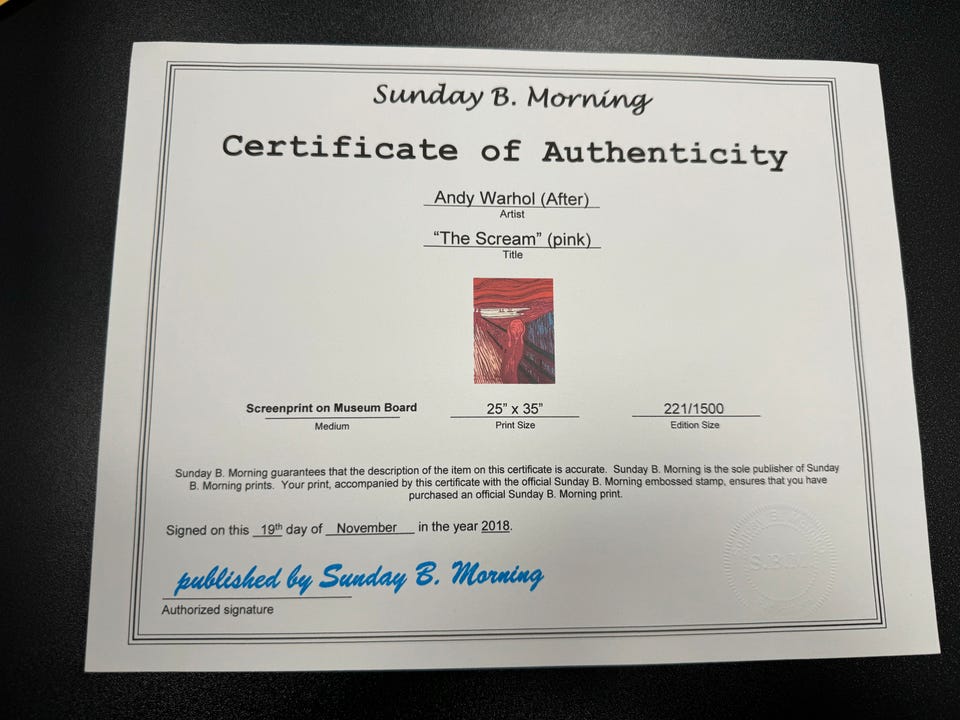 Sunday B. Morning
Certificate of Authenticity
Andy Warhol (After)
Artist
“The Scream” (pink)
Title
Screenprint on Museum Board
Medium
25” x 35”
Print Size
221/1500
Edition Size
Sunday B. Morning guarantees that the description of the item on this certificate is accurate. Sunday B. Morning is the sole publisher of Sunday
B. Morning prints. Your print, accompanied by this certificate with the official Sunday B. Morning embossed stamp, ensures that you have
purchased an official Sunday B. Morning print.
Signed on this 19th day of November in the year 2018.
published by Sunday B. Morning
Authorized signature
S.B.M.